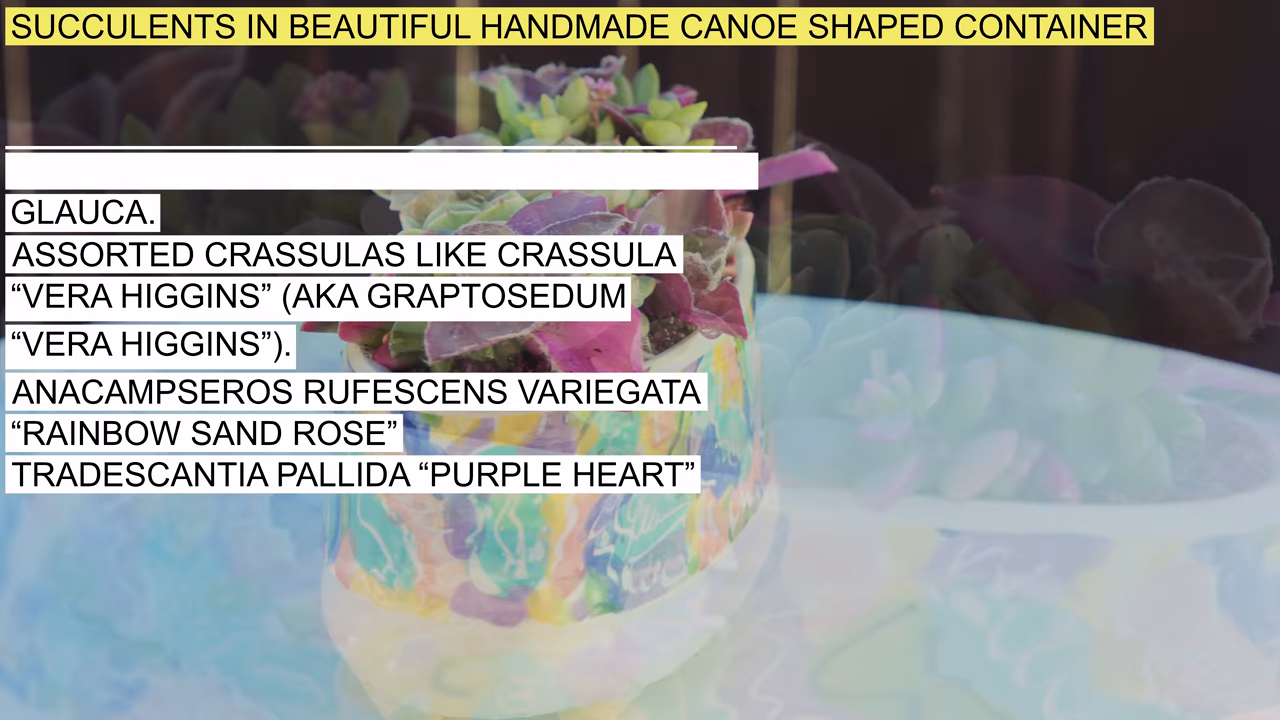 SUCCULENTS IN BEAUTIFUL HANDMADE CANOE SHAPED CONTAINER
GLAUCA.
ASSORTED CRASSULAS LIKE CRASSULA
“VERA HIGGINS” (AKA GRAPTOSEDUM
“VERA HIGGINS”).
ANACAMPSEROS RUFESCENS VARIEGATA
“RAINBOW SAND ROSE”
TRADESCANTIA PALLIDA “PURPLE HEART”